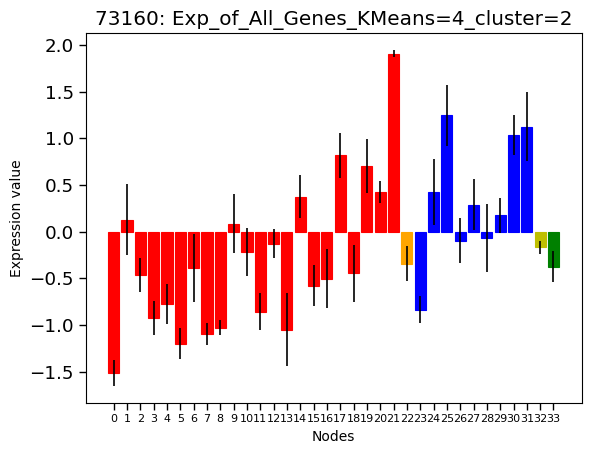 73160: Exp_of_All_Genes_KMeans=4_cluster=2
2.0
1.5
1.0
0.5
0.0
−0.5
−1.0
−1.5
Expression value
0 1 2 3 4 5 6 7 8 9 10 11 12 13 14 15 16 17 18 19 20 21 22 23 24 25 26 27 28 29 30 31 32 33
Nodes